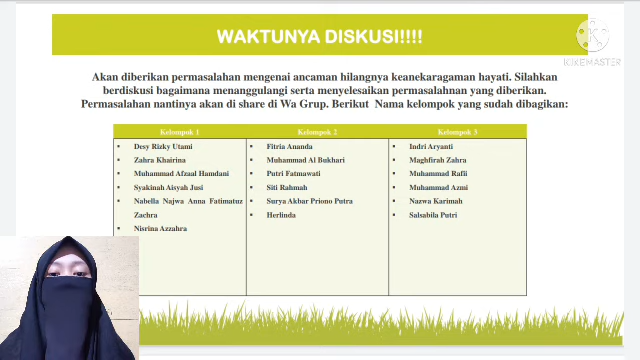 WAKTUNYA DISKUSI!!!!
KIKEMASTER
Akan diberikan permasalahan mengenai ancaman hilangnya keanekaragaman hayati. Silahkan
berdiskusi bagaimana menanggulangi serta menyelesaikan permasalahnan yang diberikan.
Permasalahan nantinya akan di share di Wa Grup. Berikut Nama kelompok yang sudah dibagikan:
Kelompok 1
Desy Rizky Utami
Zahra Khairina
Muhammad Afzaal Hamdani
Syakinah Aisyah Jusi
Nabella Najwa Anna Fatimatuz
Zachra
Nisrina Azzahra
Kelompok 2
Fitria Ananda
Muhammad Al Bukhari
Putri Fatmawati
Siti Rahmah
Surya Akbar Priono Putra
Herlinda
Kelompok 3
Indri Aryanti
Maghfirah Zahra
Muhammad Rafli
Muhammad Azmi
Nazwa Karimah
Salsabila Putri